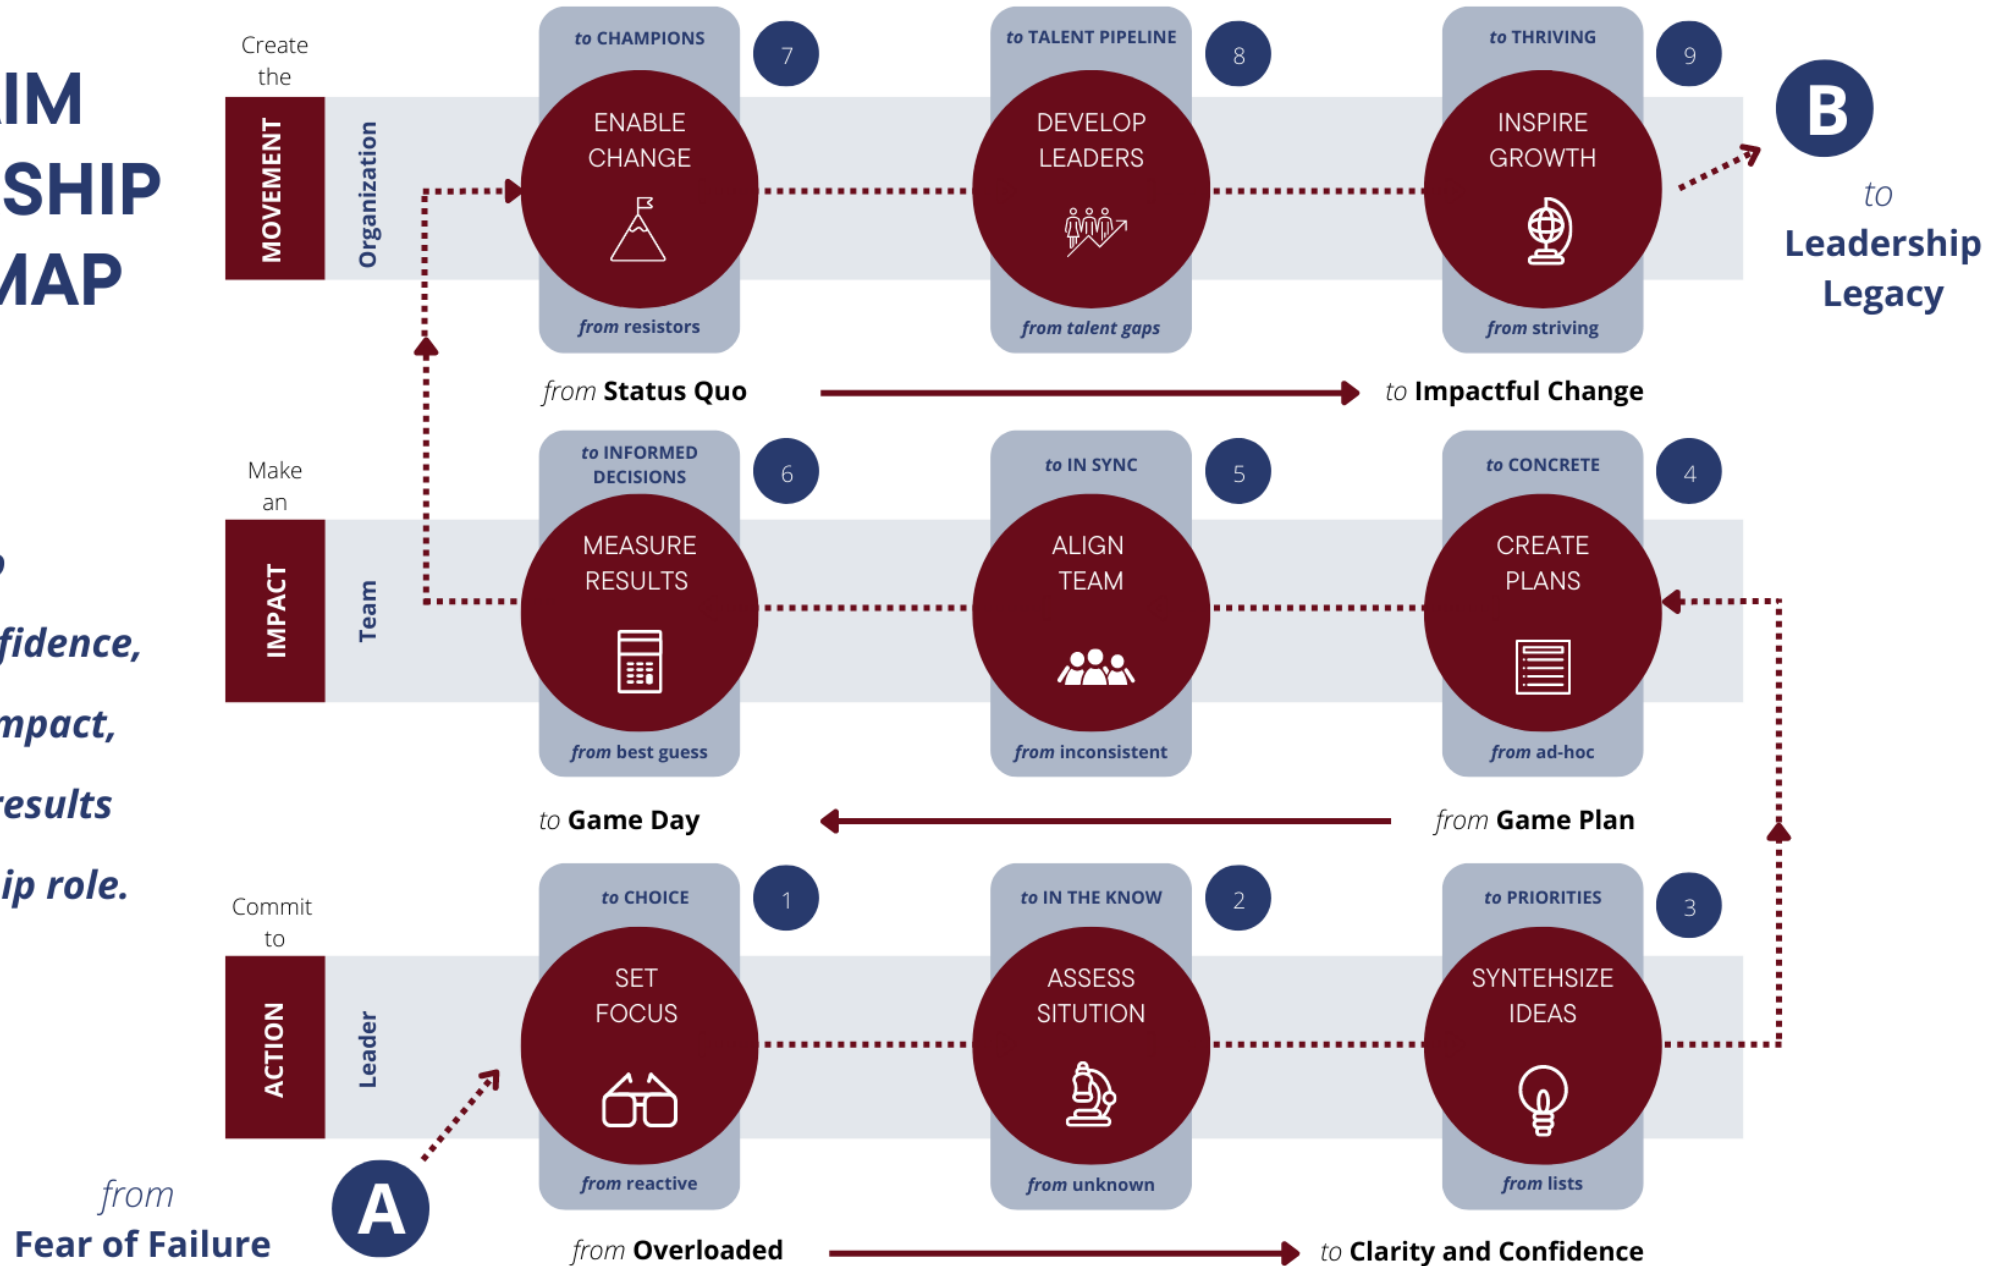 AIM
SHIP
MAP
fidence,
mpact,
results
ip role.
Create
the
MOVEMENT
Organization
to CHAMPIONS
7
ENABLE
CHANGE
from resistors
to TALENT PIPELINE
8
DEVELOP
LEADERS
from talent gaps
to THRIVING
9
INSPIRE
GROWTH
from striving
B
to
Leadership
Legacy
from Status Quo
to Impactful Change
Make
an
IMPACT
Team
to INFORMED
DECISIONS
6
MEASURE
RESULTS
from best guess
to IN SYNC
5
ALIGN
TEAM
from inconsistent
to CONCRETE
4
CREATE
PLANS
from ad-hoc
to Game Day
from Game Plan
Commit
to
ACTION
Leader
to CHOICE
1
SET
FOCUS
from reactive
to IN THE KNOW
2
ASSESS
SITUTION
from unknown
to PRIORITIES
3
SYNTEHSIZE
IDEAS
from lists
A
from
Fear of Failure
from Overloaded
to Clarity and Confidence